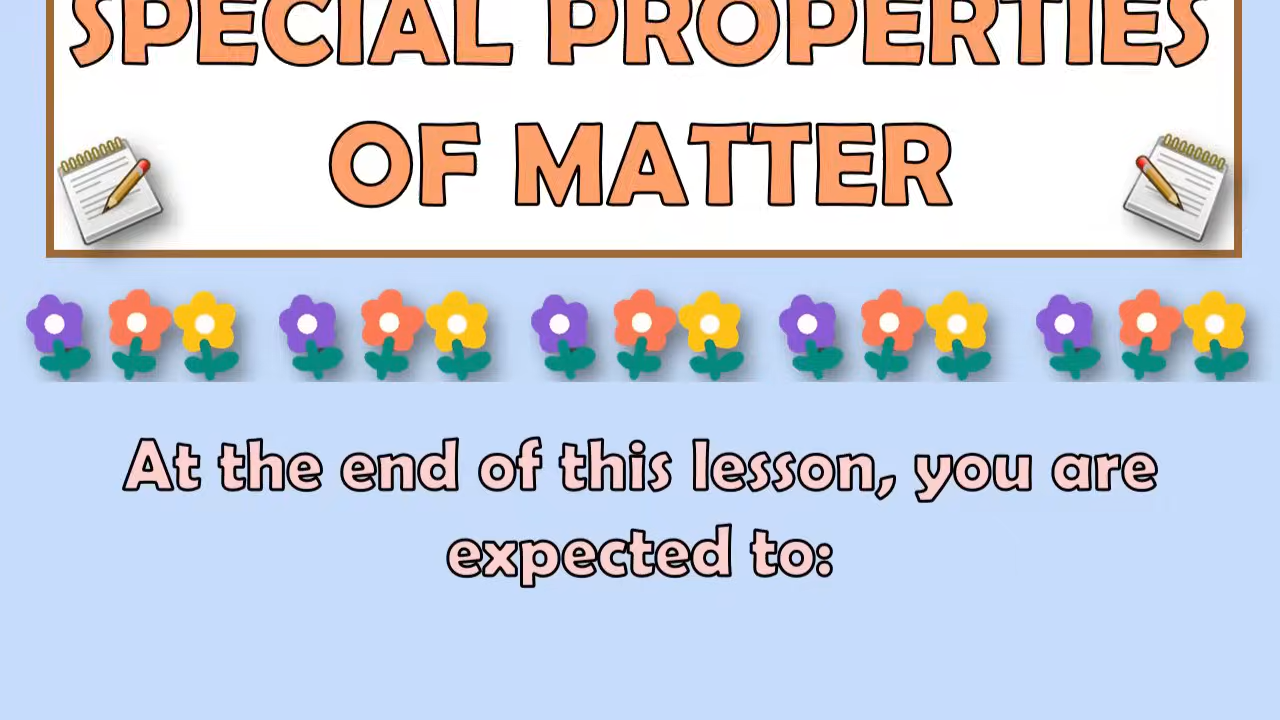 SPECIAL PROPERTIES
OF MATTER
At the end of this lesson, you are
expected to: